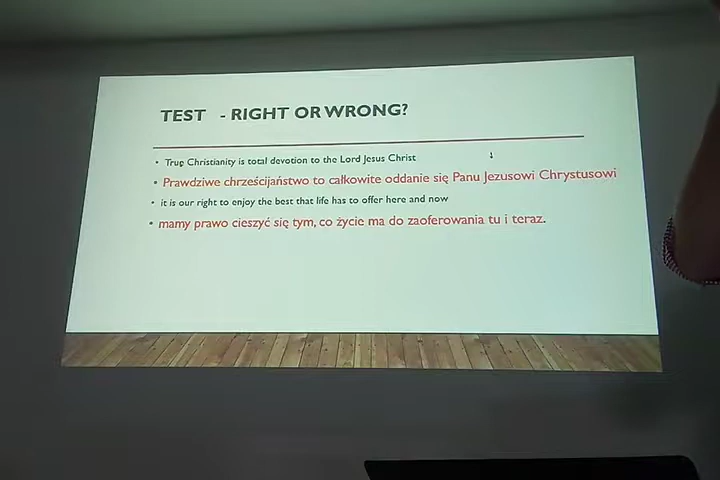 TEST - RIGHT OR WRONG?
• True Christianity is total devotion to the Lord Jesus Christ
• Prawdziwe chrześcijaństwo to całkowite oddanie się Panu Jezusowi Chrystusowi
• it is our right to enjoy the best that life has to offer here and now
• mamy prawo cieszyć się tym, co życie ma do zaoferowania tu i teraz.